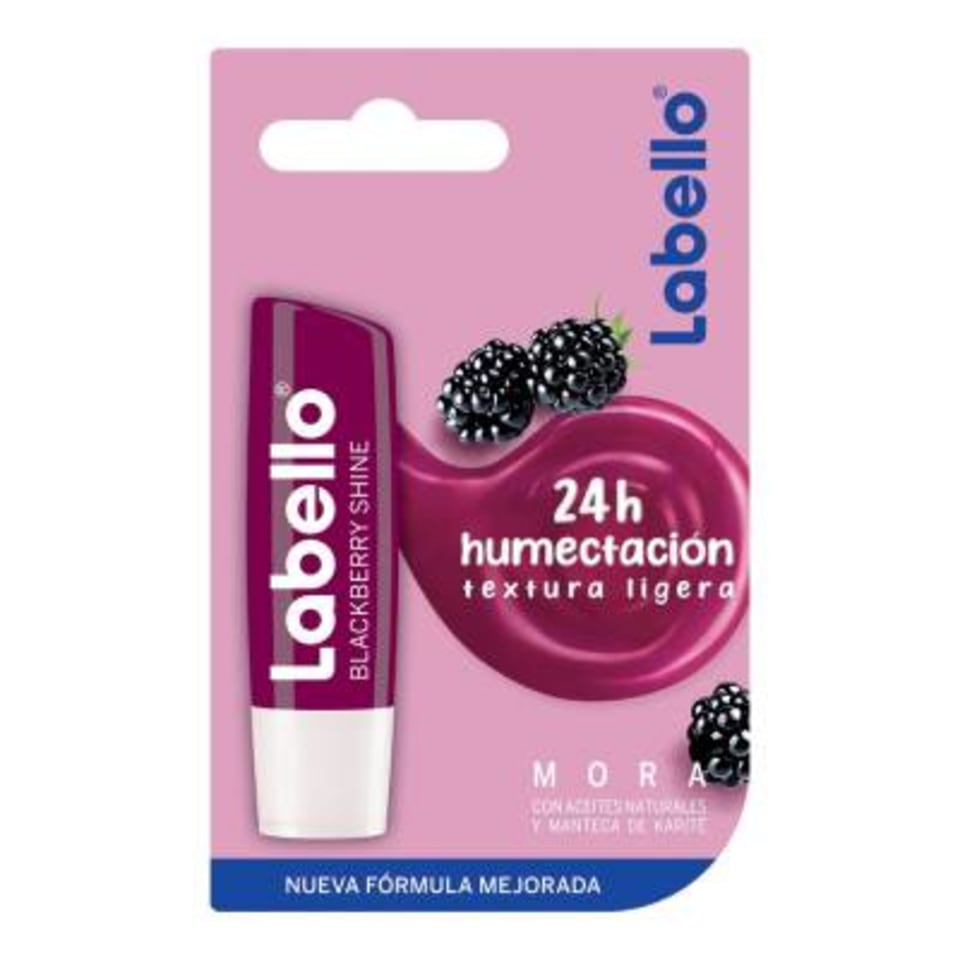 Labello®
Labello®
BLACKBERRY SHINE
24h
humectación
textura ligera
MORA
CON ACEITES NATURALES
Y MANTECA DE KARITÉ
NUEVA FÓRMULA MEJORADA